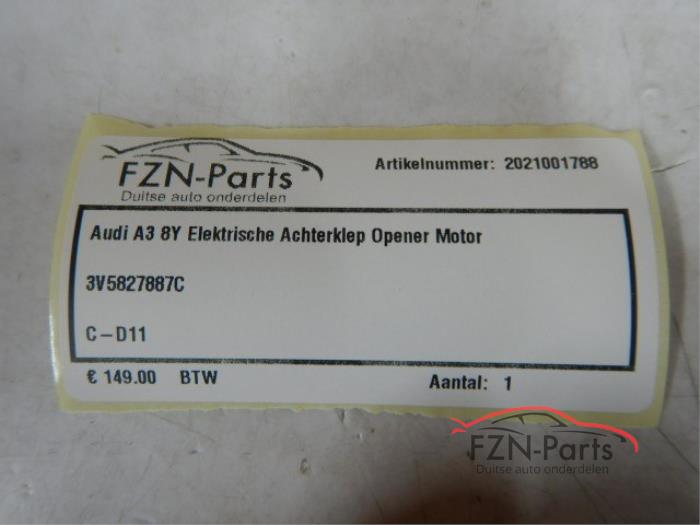 FZN-Parts
Duitse auto onderdelen
Artikelnummer: 2021001788
Audi A3 8Y Elektrische Achterklep Opener Motor
3V5827887C
C-D11
€ 149.00 BTW Aantal: 1
FZN-Parts
Duitse auto onderdelen